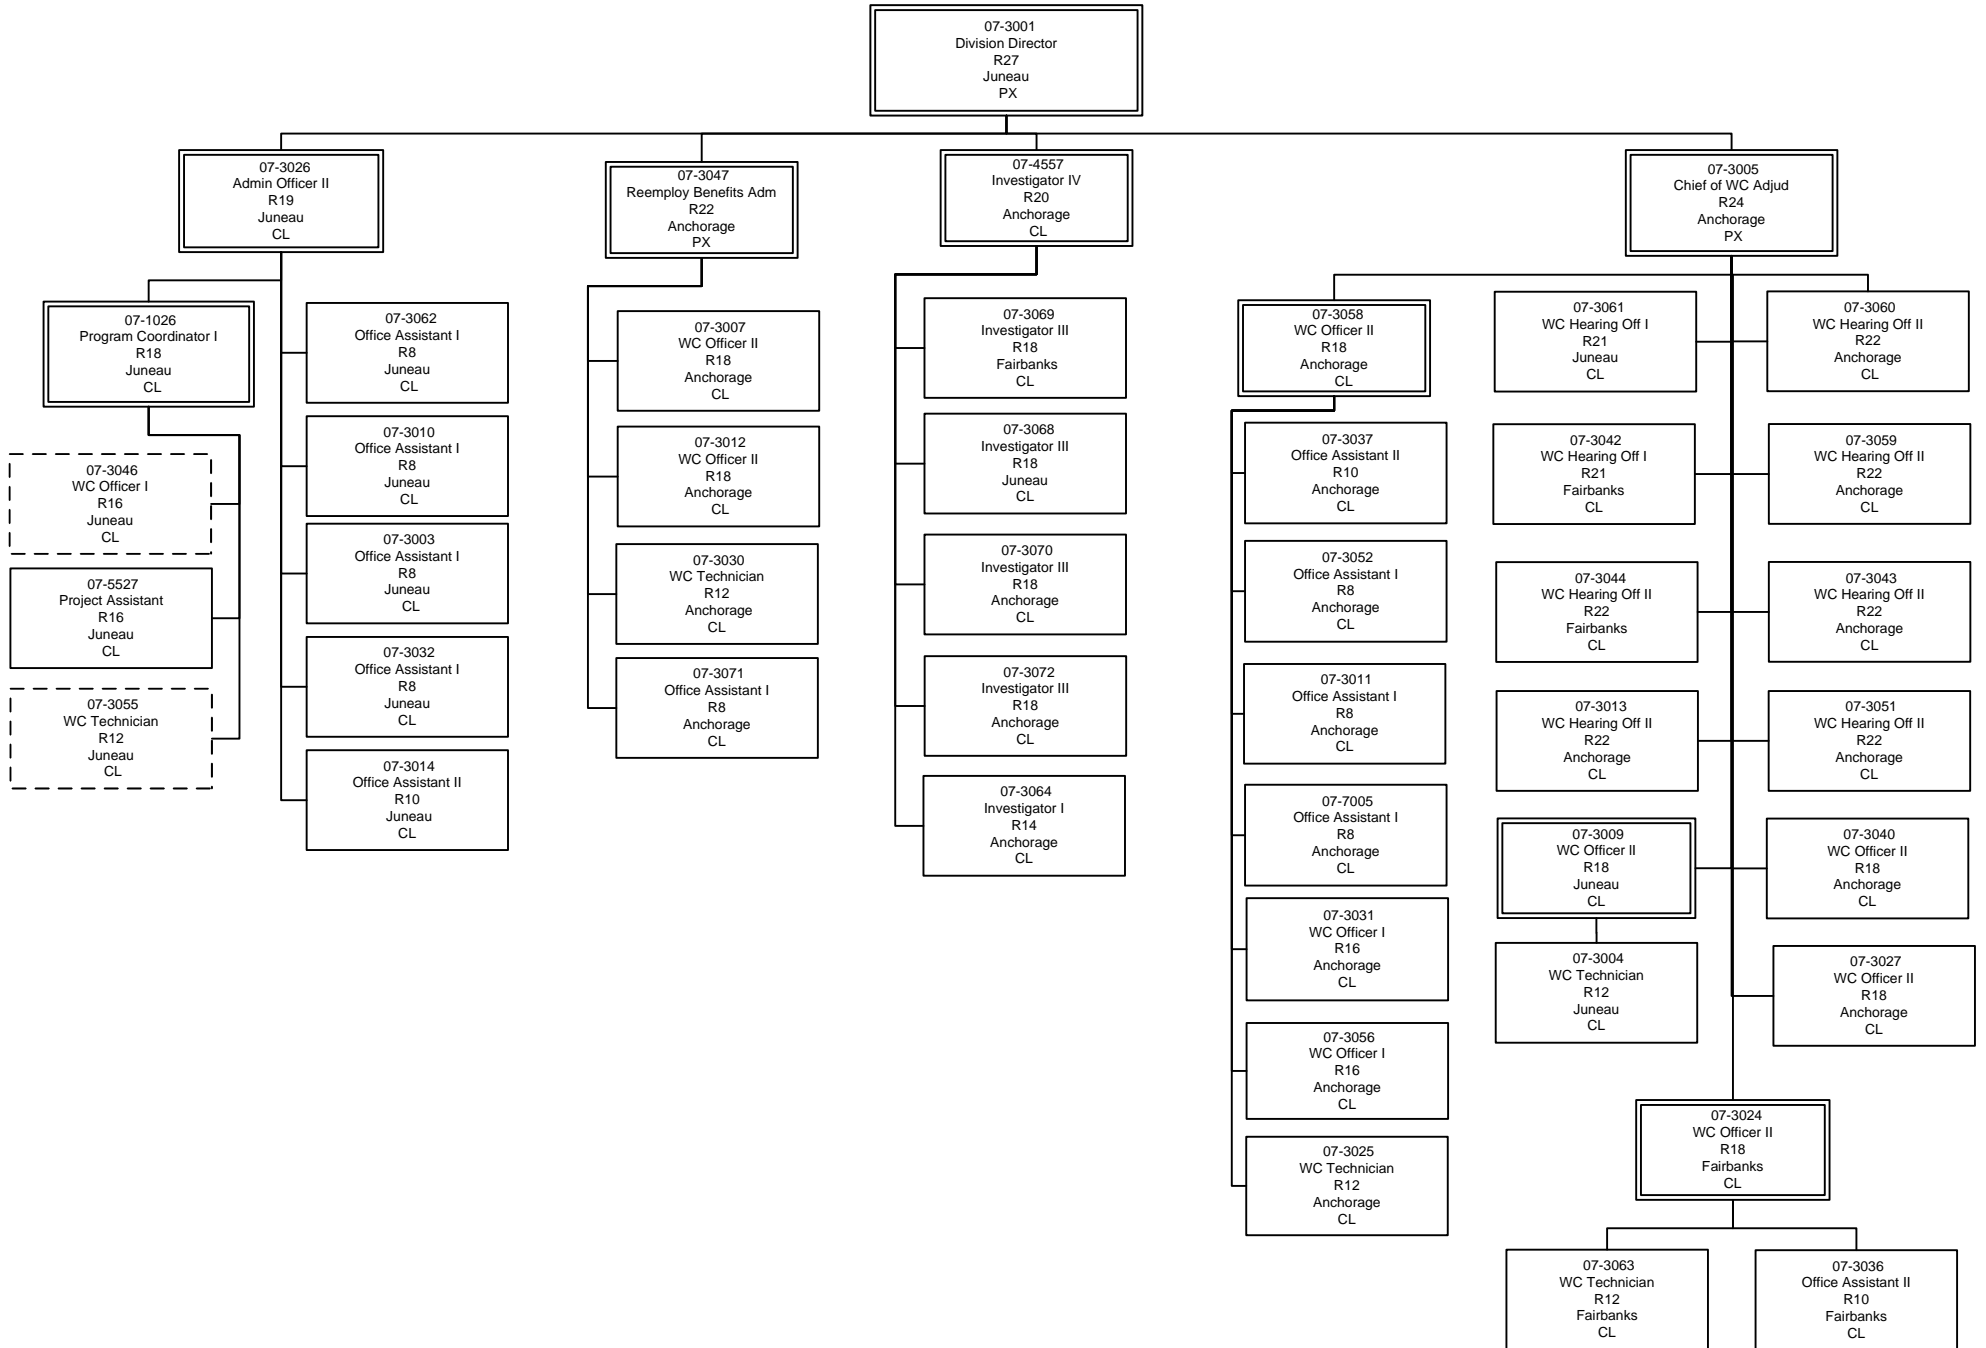 07-3001
Division Director
R27
Juneau
PX
07-3026
Admin Officer II
R19
Juneau
CL
07-3047
Reemploy Benefits Adm
R22
Anchorage
PX
07-4557
Investigator IV
R20
Anchorage
CL
07-3005
Chief of WC Adjud
R24
Anchorage
PX
07-1026
Program Coordinator I
R18
Juneau
CL
07-3046
WC Officer I
R16
Juneau
CL
07-5527
Project Assistant
R16
Juneau
CL
07-3055
WC Technician
R12
Juneau
CL
07-3062
Office Assistant I
R8
Juneau
CL
07-3010
Office Assistant I
R8
Juneau
CL
07-3003
Office Assistant I
R8
Juneau
CL
07-3032
Office Assistant I
R8
Juneau
CL
07-3014
Office Assistant II
R10
Juneau
CL
07-3007
WC Officer II
R18
Anchorage
CL
07-3012
WC Officer II
R18
Anchorage
CL
07-3030
WC Technician
R12
Anchorage
CL
07-3071
Office Assistant I
R8
Anchorage
CL
07-3069
Investigator III
R18
Fairbanks
CL
07-3068
Investigator III
R18
Juneau
CL
07-3070
Investigator III
R18
Anchorage
CL
07-3072
Investigator III
R18
Anchorage
CL
07-3064
Investigator I
R14
Anchorage
CL
07-3058
WC Officer II
R18
Anchorage
CL
07-3037
Office Assistant II
R10
Anchorage
CL
07-3052
Office Assistant I
R8
Anchorage
CL
07-3011
Office Assistant I
R8
Anchorage
CL
07-7005
Office Assistant I
R8
Anchorage
CL
07-3031
WC Officer I
R16
Anchorage
CL
07-3056
WC Officer I
R16
Anchorage
CL
07-3025
WC Technician
R12
Anchorage
CL
07-3061
WC Hearing Off I
R21
Juneau
CL
07-3060
WC Hearing Off II
R22
Anchorage
CL
07-3042
WC Hearing Off I
R21
Fairbanks
CL
07-3059
WC Hearing Off II
R22
Anchorage
CL
07-3044
WC Hearing Off II
R22
Fairbanks
CL
07-3043
WC Hearing Off II
R22
Anchorage
CL
07-3013
WC Hearing Off II
R22
Anchorage
CL
07-3051
WC Hearing Off II
R22
Anchorage
CL
07-3009
WC Officer II
R18
Juneau
CL
07-3040
WC Officer II
R18
Anchorage
CL
07-3004
WC Technician
R12
Juneau
CL
07-3027
WC Officer II
R18
Anchorage
CL
07-3024
WC Officer II
R18
Fairbanks
CL
07-3063
WC Technician
R12
Fairbanks
CL
07-3036
Office Assistant II
R10
Fairbanks
CL